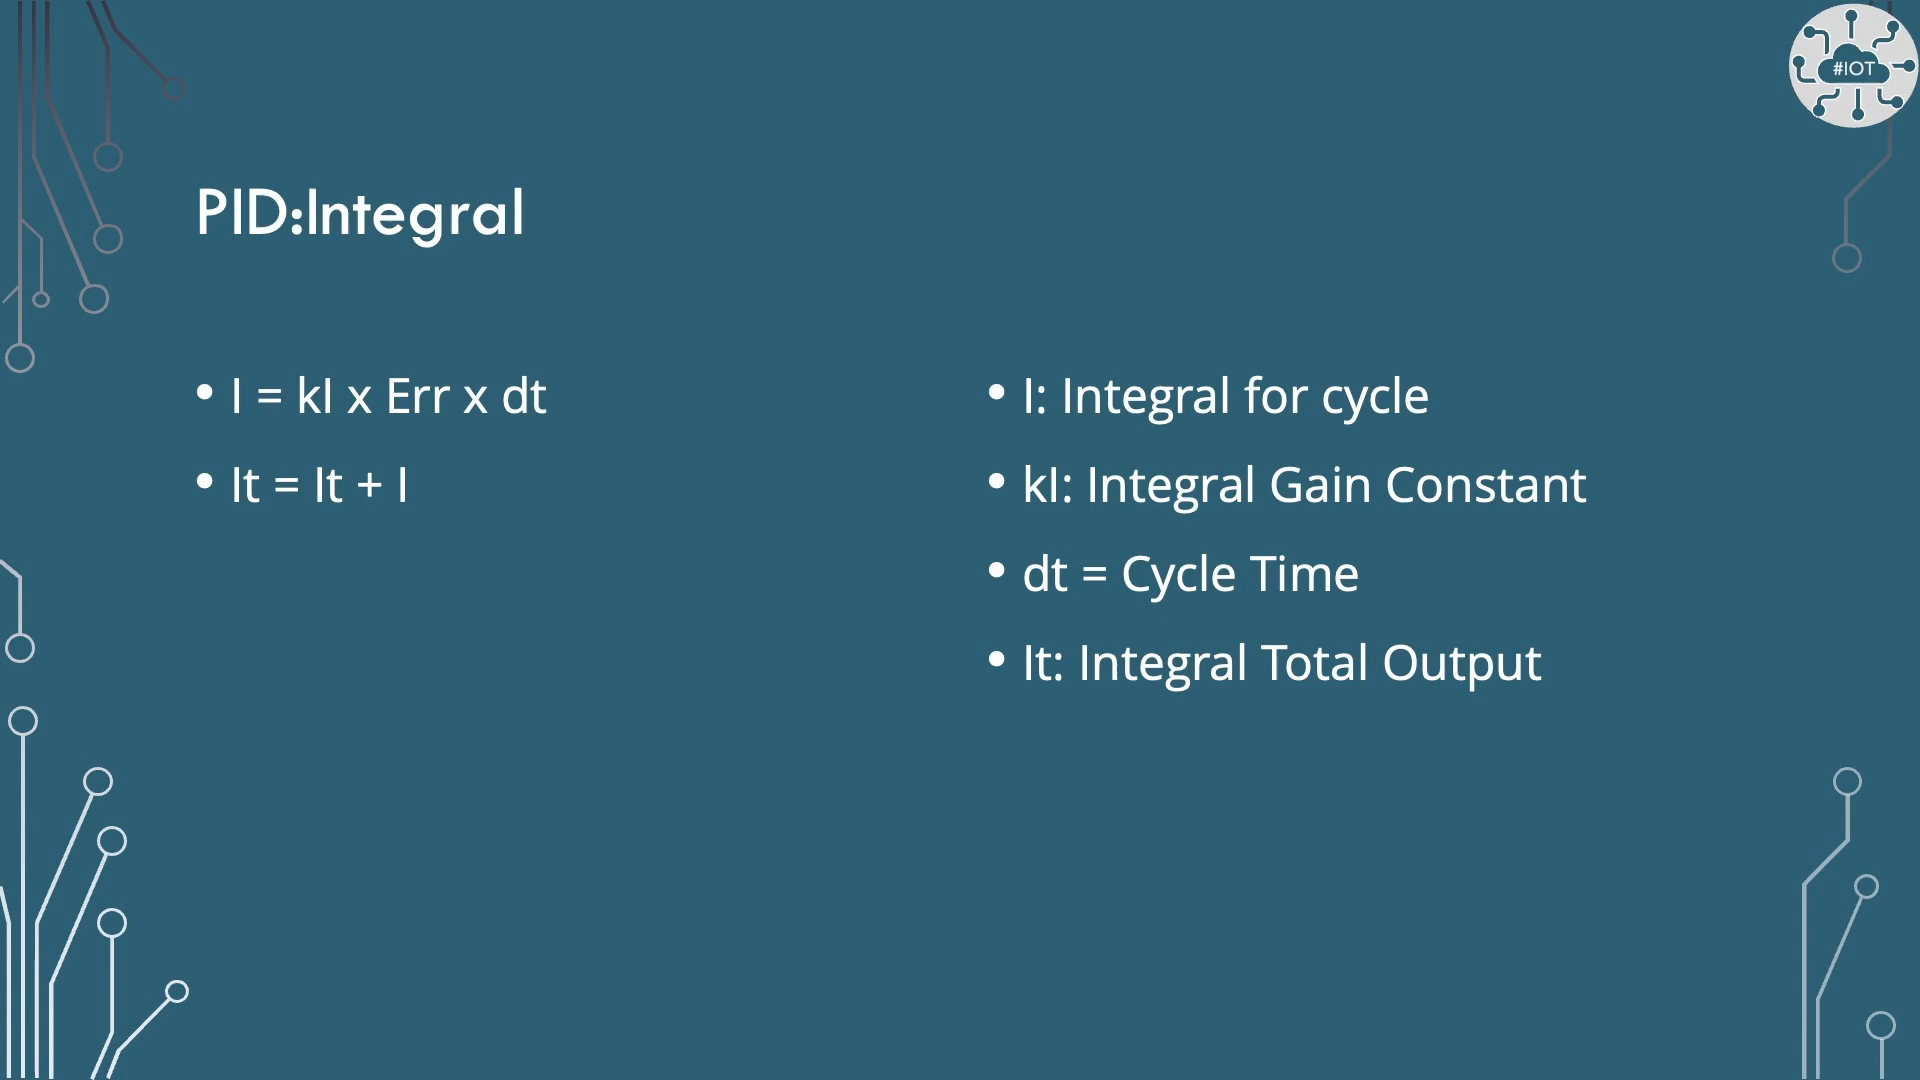 #IOT
PID:Integral
• I = kI x Err x dt
• It = It + I
• I: Integral for cycle
• kI: Integral Gain Constant
• dt = Cycle Time
• It: Integral Total Output